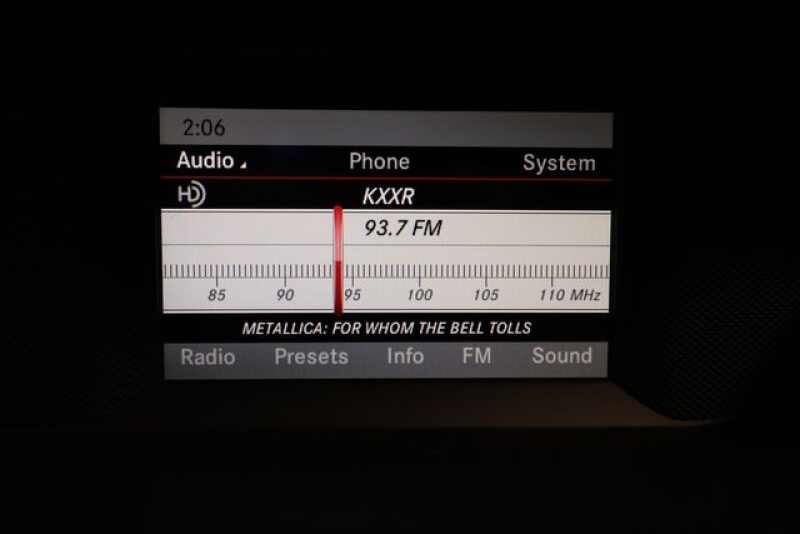 2:06
Audio Phone System
HD KXXR
93.7 FM
85 90 95 100 105 110 MHz
METALLICA: FOR WHOM THE BELL TOLLS
Radio Presets Info FM Sound